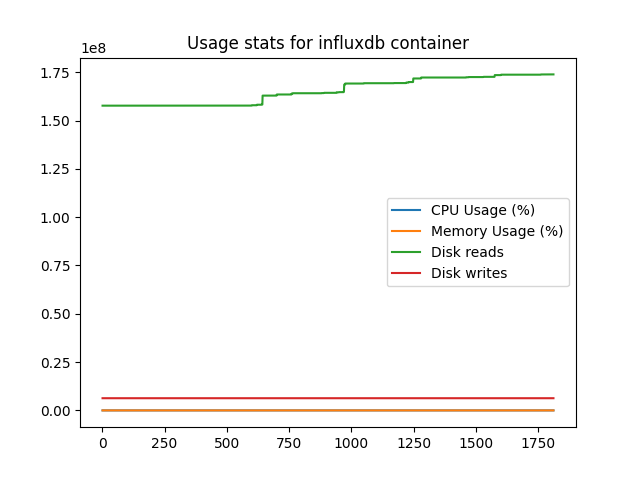 Usage stats for influxdb container
1e8
1.75
1.50
1.25
1.00
0.75
0.50
0.25
0.00
CPU Usage (%)
Memory Usage (%)
Disk reads
Disk writes
0 250 500 750 1000 1250 1500 1750